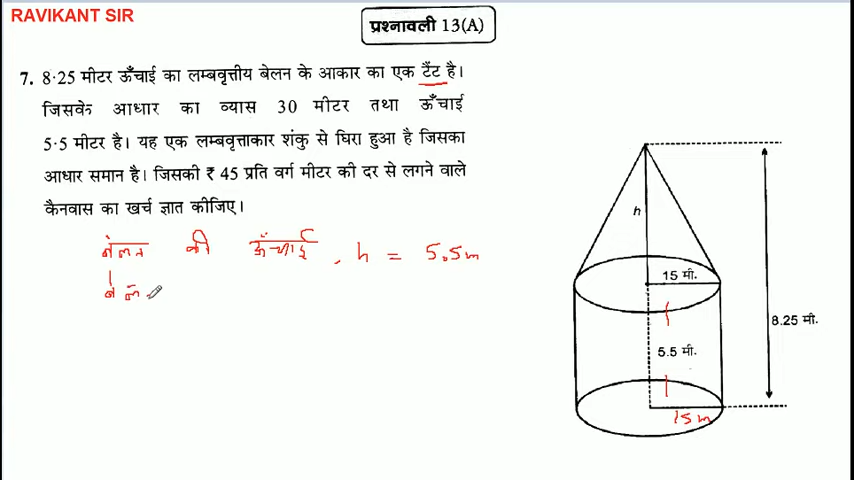 RAVIKANT SIR
प्रश्नावली 13(A)
7. 8·25 मीटर ऊँचाई का लम्बवृत्तीय बेलन के आकार का एक टैंट है।
जिसके आधार का व्यास 30 मीटर तथा ऊँचाई
5·5 मीटर है। यह एक लम्बवृत्ताकार शंकु से घिरा हुआ है जिसका
आधार समान है। जिसकी ₹ 45 प्रति वर्ग मीटर की दर से लगने वाले
कैनवास का खर्च ज्ञात कीजिए।
बेलन की ऊँचाई, h = 5.5m
बेल
h
15 मी.
5.5 मी.
8.25 मी.
15m